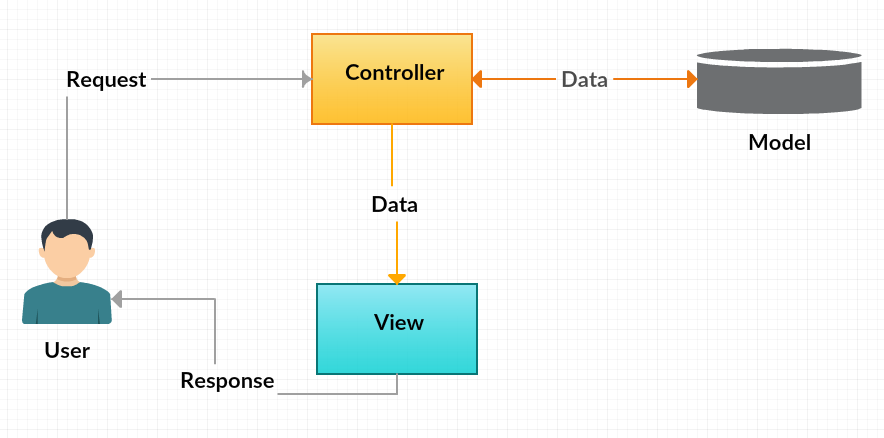 Request
Controller
Data
Model
Data
View
User
Response